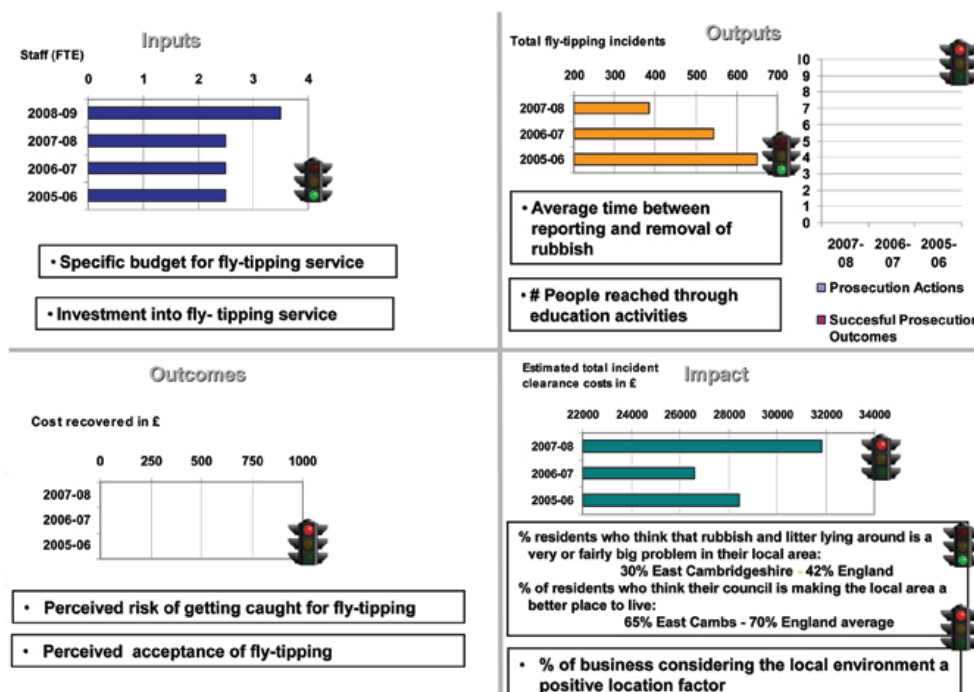 Inputs
Staff (FTE)
0 1 2 3 4
2008-09
2007-08
2006-07
2005-06
• Specific budget for fly-tipping service
• Investment into fly- tipping service
Outputs
Total fly-tipping incidents
200 300 400 500 600 700
2007-08
2006-07
2005-06
• Average time between
reporting and removal of
rubbish
• # People reached through
education activities
10
9
8
7
6
5
4
3
2
1
0
2007- 2006- 2005-
08 07 06
Prosecution Actions
Succesful Prosecution
Outcomes
Outcomes
Cost recovered in £
0 250 500 750 1000
2007-08
2006-07
2005-06
• Perceived risk of getting caught for fly-tipping
• Perceived acceptance of fly-tipping
Impact
Estimated total incident
clearance costs in £
22000 24000 26000 28000 30000 32000 34000
2007-08
2006-07
2005-06
% residents who think that rubbish and litter lying around is a
very or fairly big problem in their local area:
30% East Cambridgeshire - 42% England
% of residents who think their council is making the local area a
better place to live:
65% East Cambs - 70% England average
• % of business considering the local environment a
positive location factor